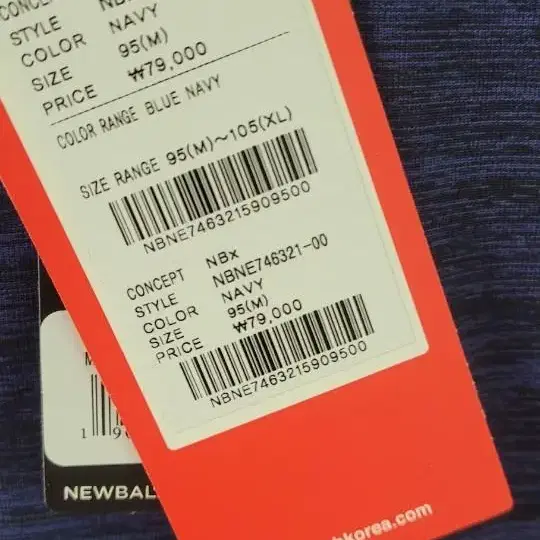 CONCEPT
STYLE
COLOR NAVY
SIZE 95(M)
PRICE ₩79,000
COLOR RANGE BLUE NAVY
SIZE RANGE 95(M)~105(XL)
NBNE7463215909500
CONCEPT NBx
STYLE NBNE746321-00
COLOR NAVY
SIZE 95(M)
PRICE ₩79,000
NBNE7463215909500
NEWBAL
korea.com